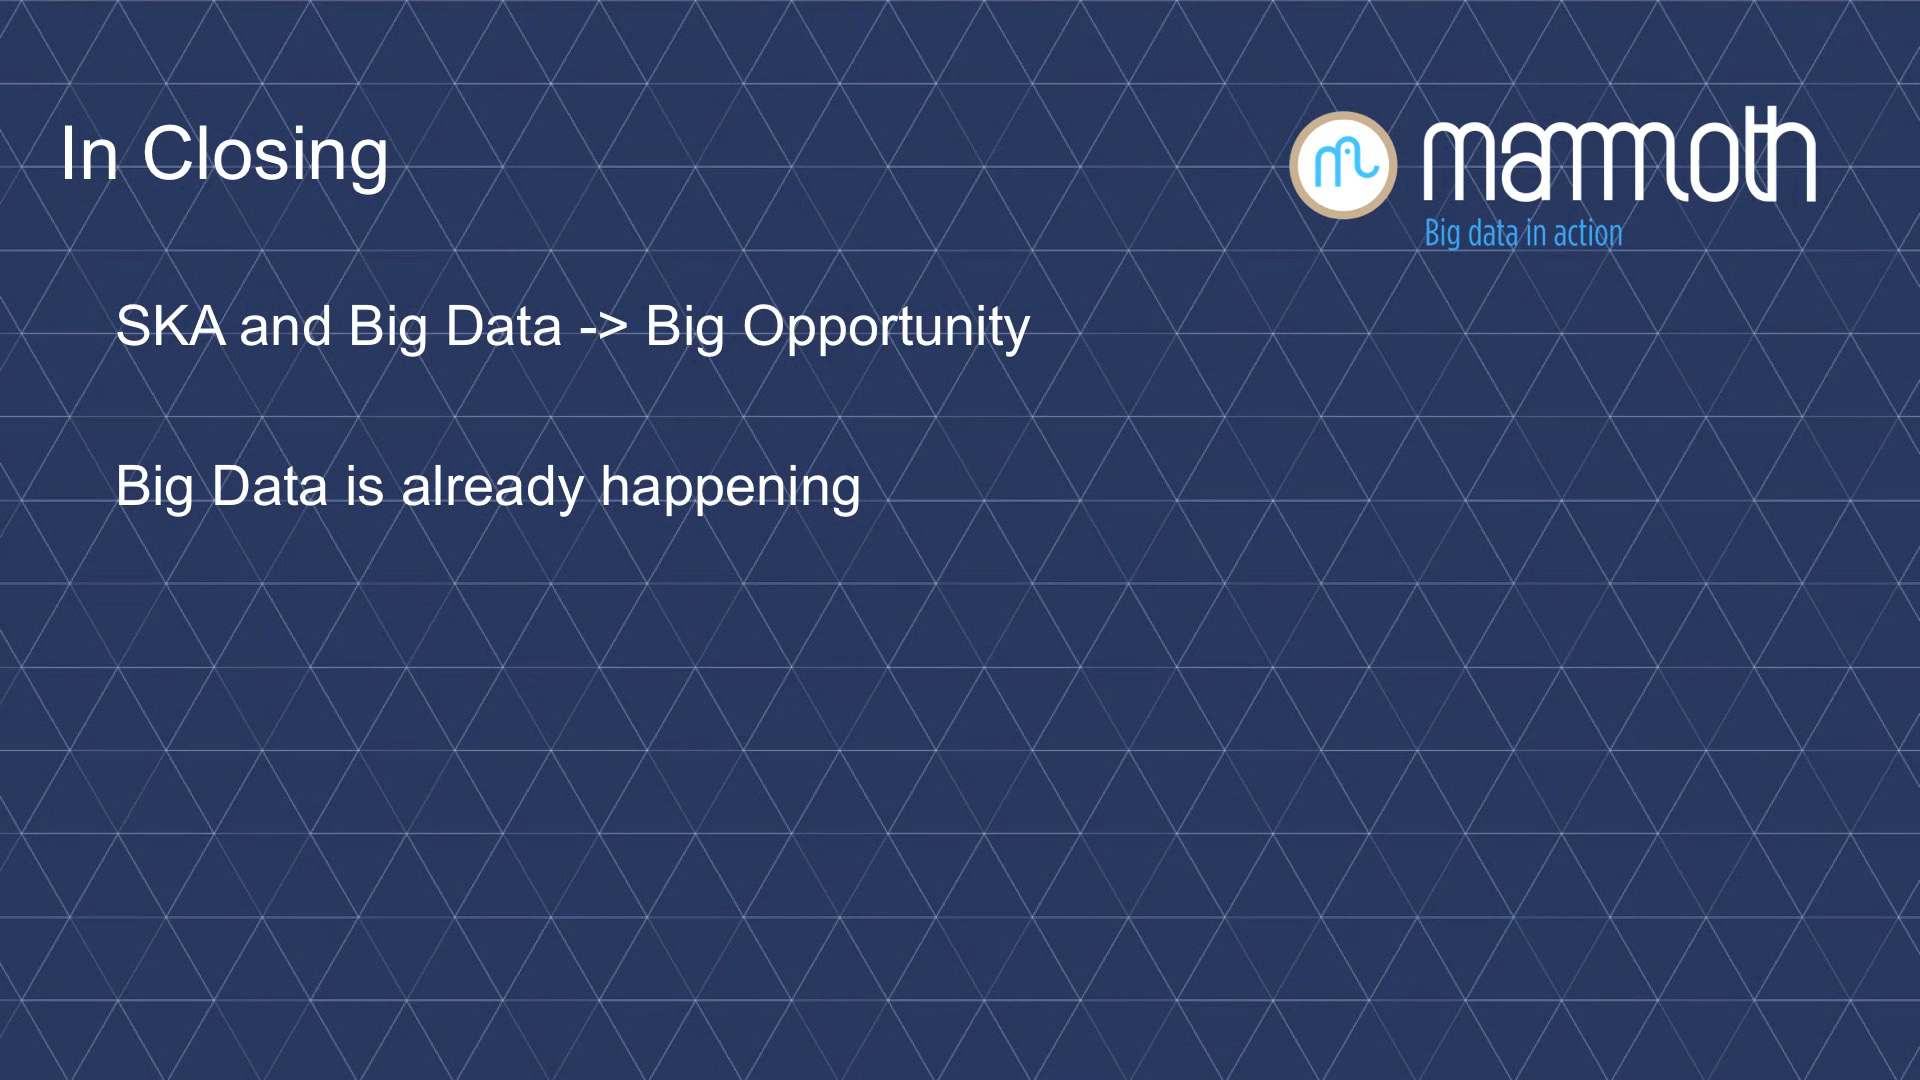 In Closing
mammoth
Big data in action
SKA and Big Data -> Big Opportunity
Big Data is already happening